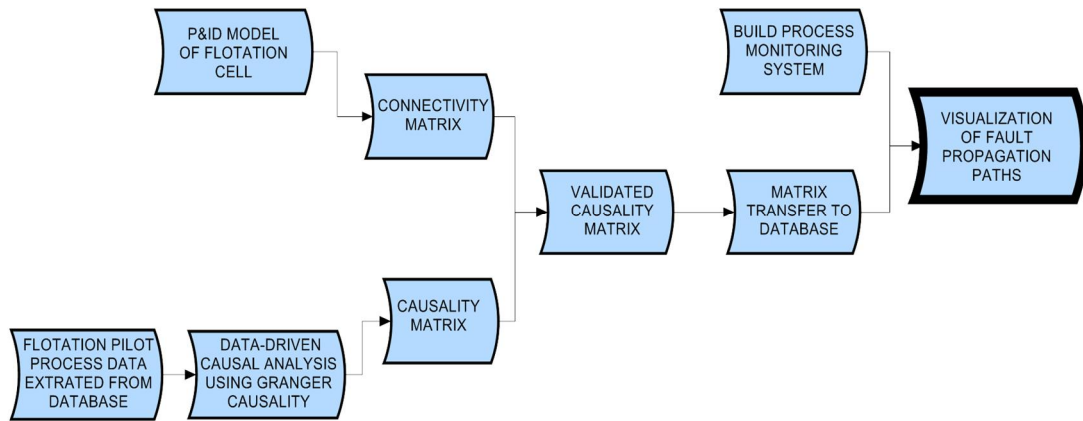 P&ID MODEL
OF FLOTATION
CELL
BUILD PROCESS
MONITORING
SYSTEM
CONNECTIVITY
MATRIX
VISUALIZATION
OF FAULT
PROPAGATION
PATHS
VALIDATED
CAUSALITY
MATRIX
MATRIX
TRANSFER TO
DATABASE
CAUSALITY
MATRIX
FLOTATION PILOT
PROCESS DATA
EXTRATED FROM
DATABASE
DATA-DRIVEN
CAUSAL ANALYSIS
USING GRANGER
CAUSALITY